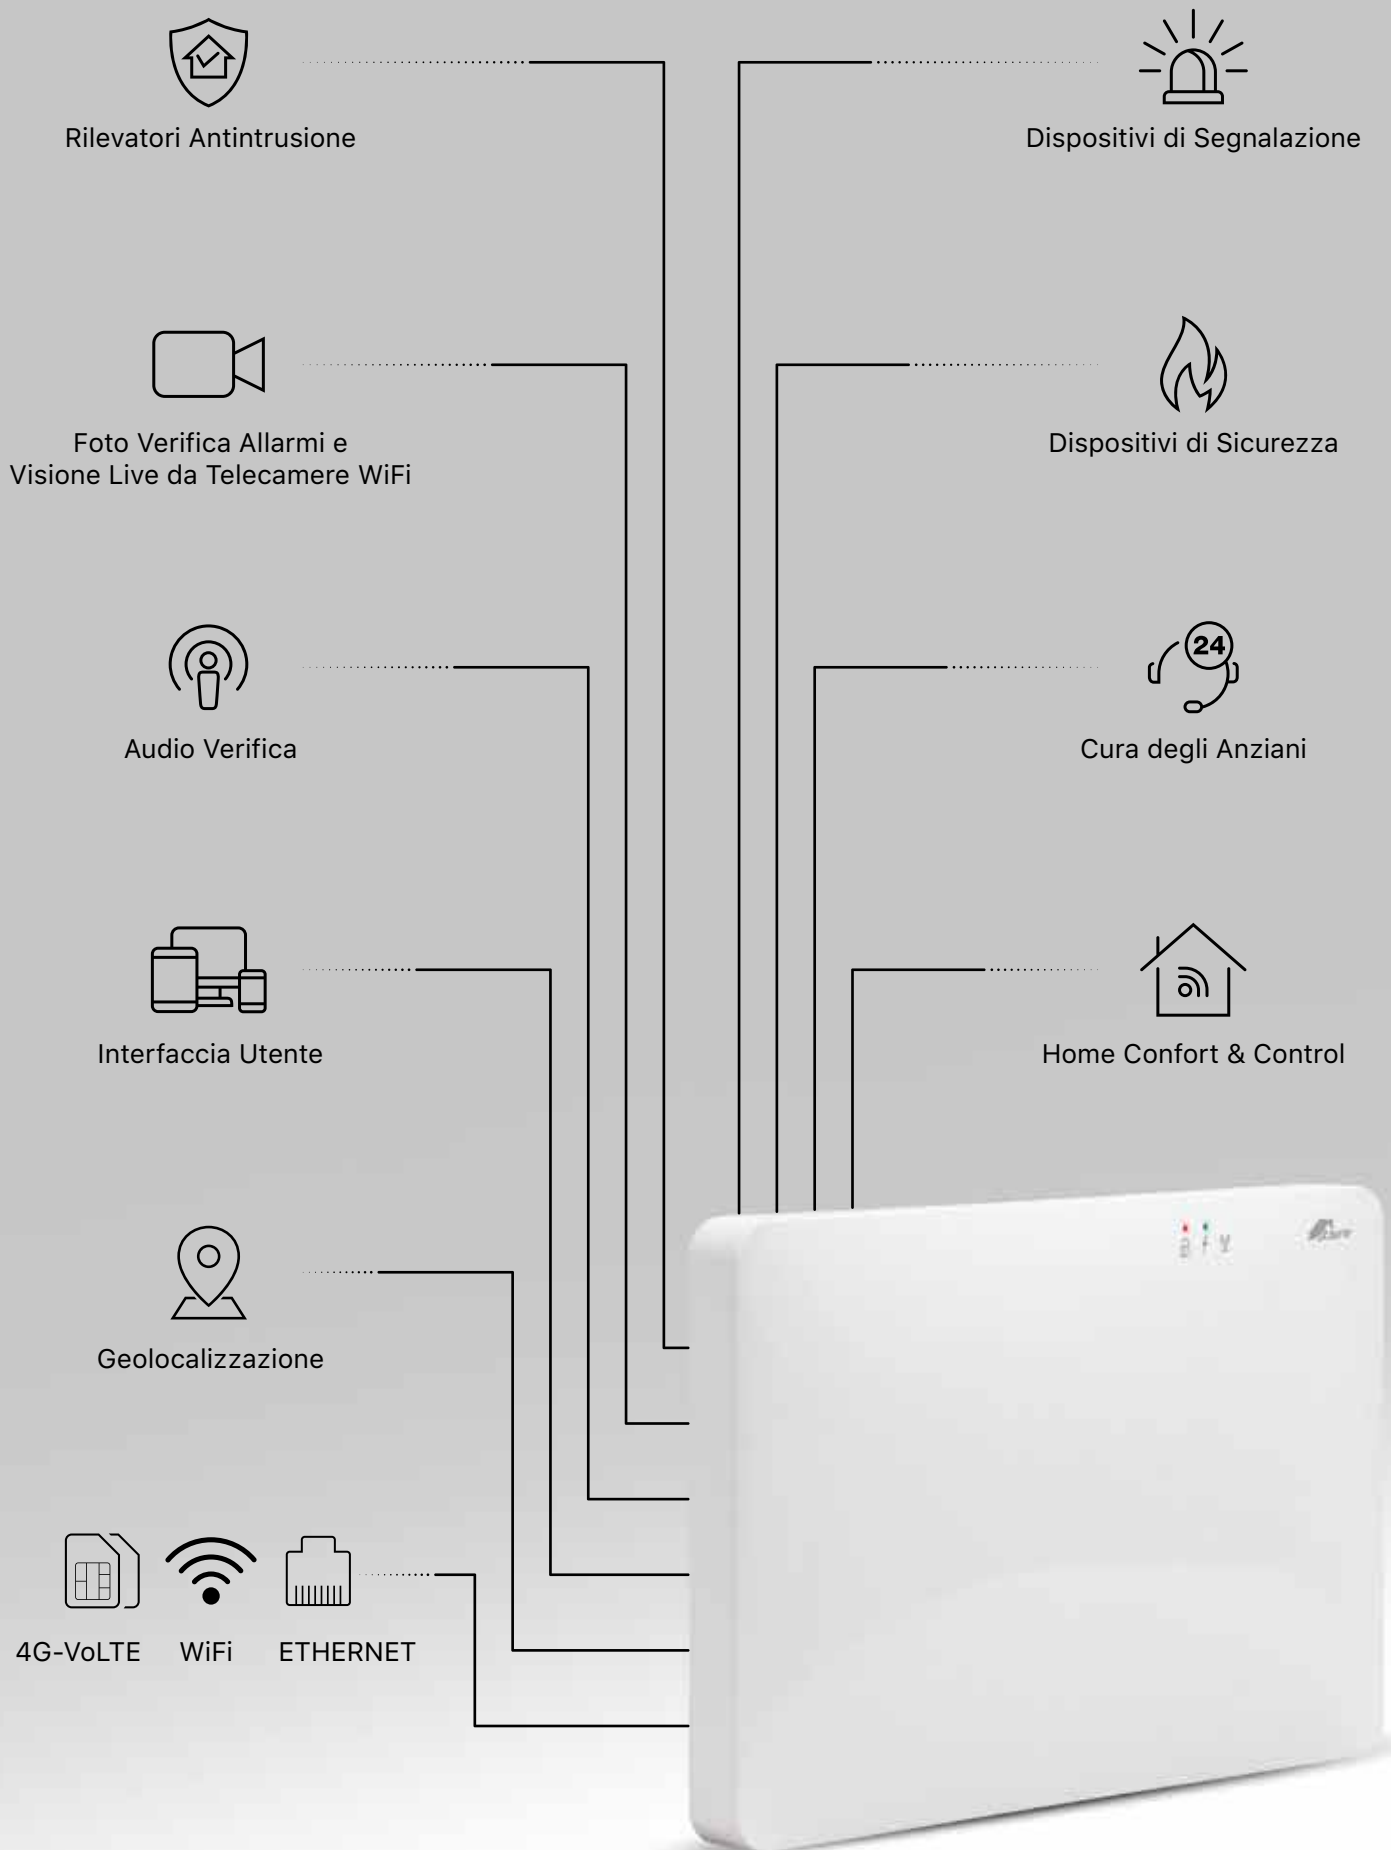 Rilevatori Antintrusione
Dispositivi di Segnalazione
Foto Verifica Allarmi e
Visione Live da Telecamere WiFi
Dispositivi di Sicurezza
24
Audio Verifica
Cura degli Anziani
Interfaccia Utente
Home Confort & Control
Geolocalizzazione
4G-VoLTE
WiFi
ETHERNET